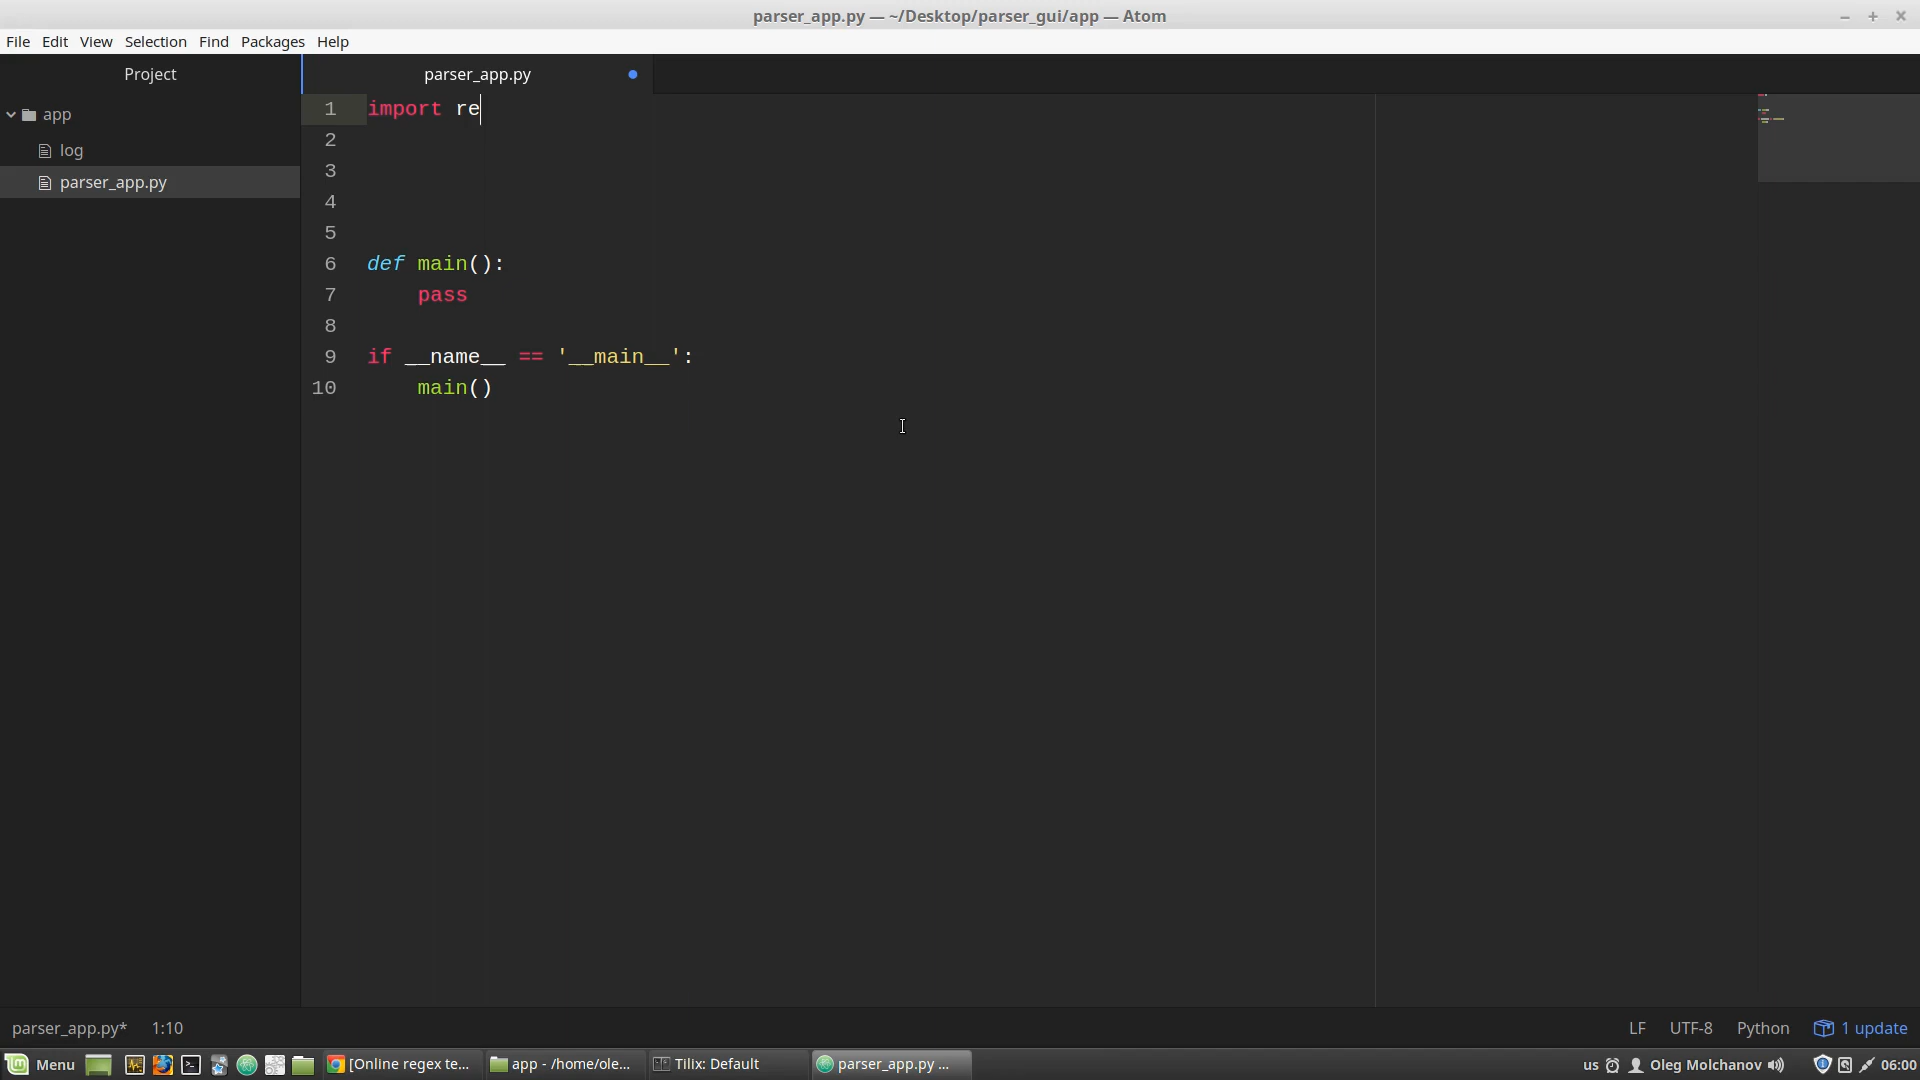 parser_app.py — ~/Desktop/parser_gui/app — Atom
File Edit View Selection Find Packages Help
Project
parser_app.py
app
log
parser_app.py
1 import re
2
3
4
5
6 def main():
7     pass
8
9 if __name__ == '__main__':
10     main()
parser_app.py* 1:10
LF UTF-8 Python 1 update
Menu [Online regex te... app - /home/ole... Tilix: Default parser_app.py ... us Oleg Molchanov 06:00